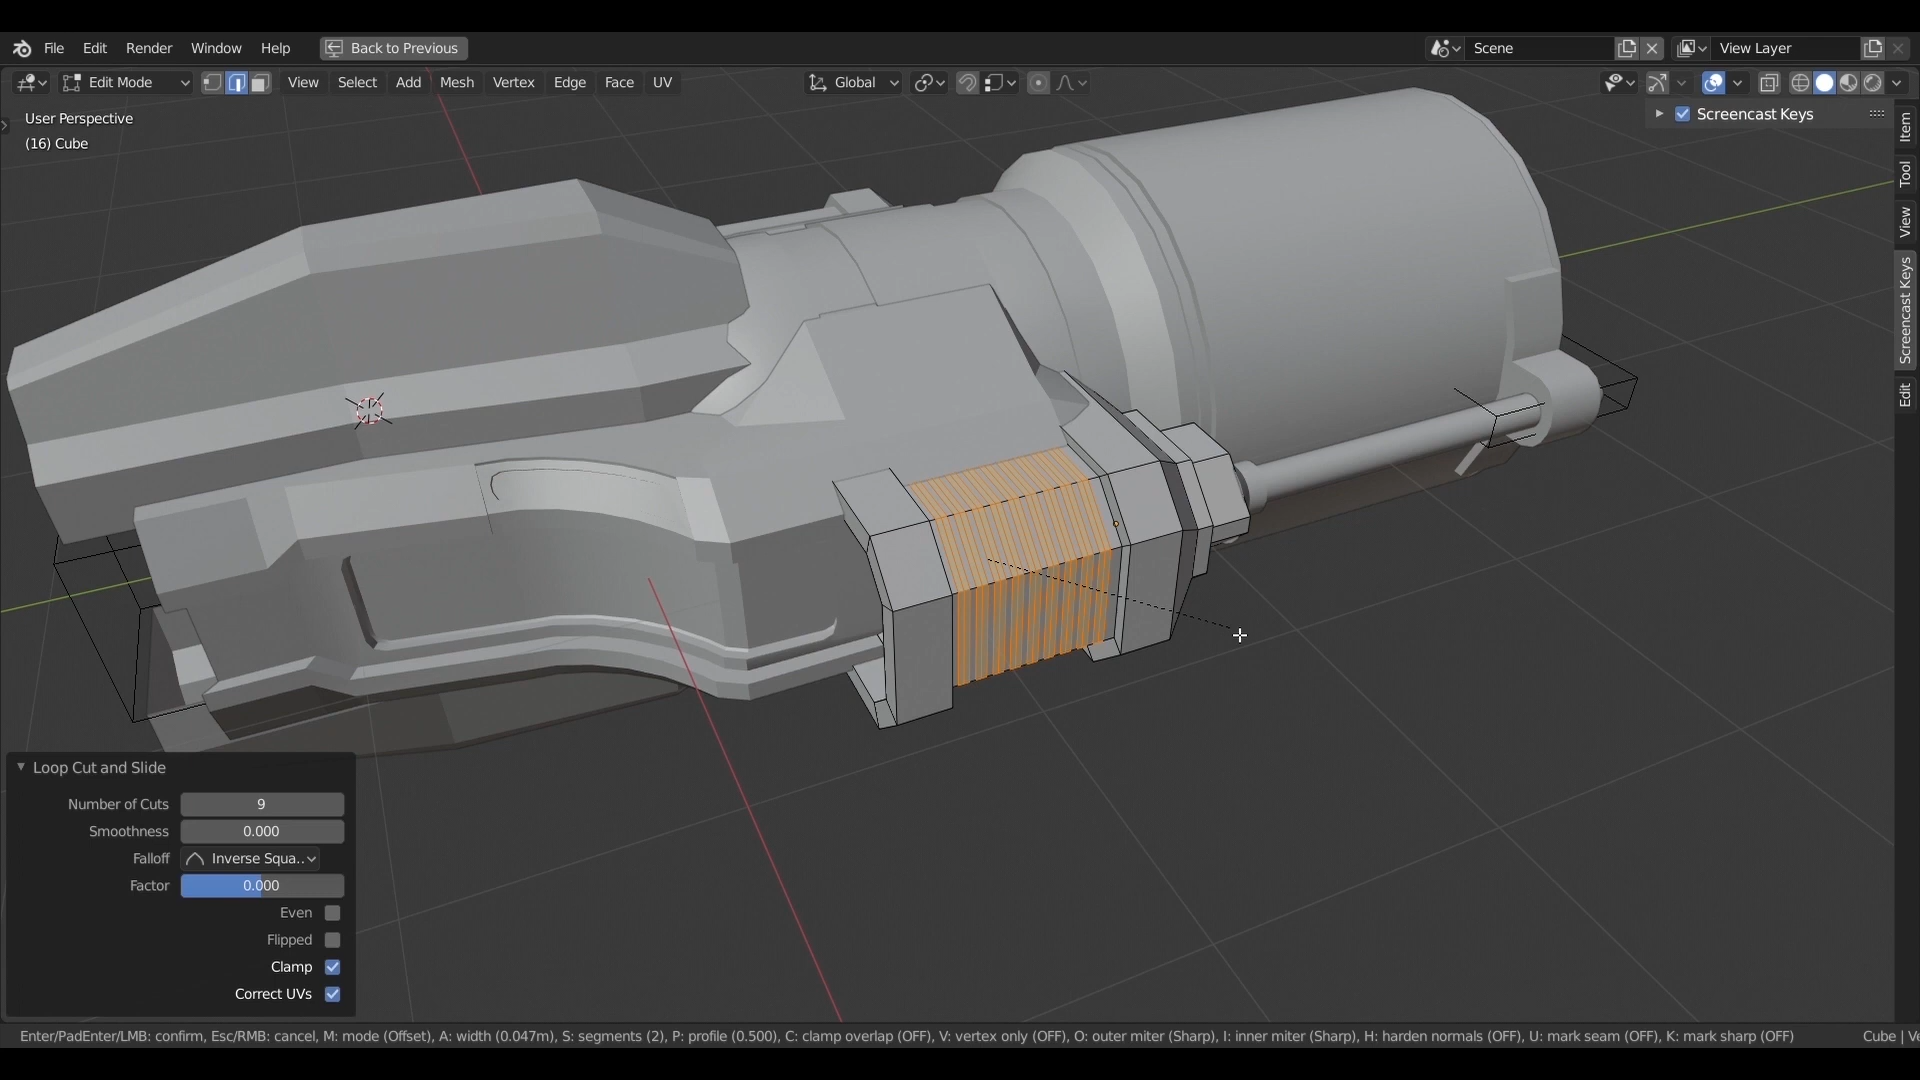 File Edit Render Window Help Back to Previous Scene View Layer
Edit Mode View Select Add Mesh Vertex Edge Face UV Global
User Perspective
(16) Cube
Screencast Keys
Item
Tool
View
Screencast Keys
Edit
Loop Cut and Slide
Number of Cuts 9
Smoothness 0.000
Falloff Inverse Squa..
Factor 0.000
Even
Flipped
Clamp
Correct UVs
Enter/PadEnter/LMB: confirm, Esc/RMB: cancel, M: mode (Offset), A: width (0.047m), S: segments (2), P: profile (0.500), C: clamp overlap (OFF), V: vertex only (OFF), O: outer miter (Sharp), I: inner miter (Sharp), H: harden normals (OFF), U: mark seam (OFF), K: mark sharp (OFF) Cube | Ve